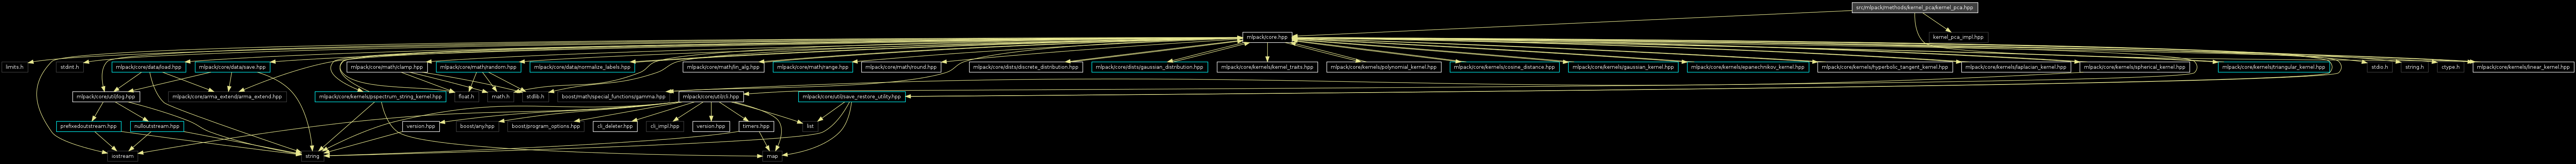 src/mlpack/methods/kernel_pca/kernel_pca.hpp
mlpack/core.hpp
kernel_pca_impl.hpp
limits.h
stdint.h
mlpack/core/data/load.hpp
mlpack/core/data/save.hpp
mlpack/core/math/clamp.hpp
mlpack/core/math/random.hpp
mlpack/core/data/normalize_labels.hpp
mlpack/core/math/lin_alg.hpp
mlpack/core/math/range.hpp
mlpack/core/math/round.hpp
mlpack/core/dists/discrete_distribution.hpp
mlpack/core/dists/gaussian_distribution.hpp
mlpack/core/kernels/kernel_traits.hpp
mlpack/core/kernels/polynomial_kernel.hpp
mlpack/core/kernels/cosine_distance.hpp
mlpack/core/kernels/gaussian_kernel.hpp
mlpack/core/kernels/epanechnikov_kernel.hpp
mlpack/core/kernels/hyperbolic_tangent_kernel.hpp
mlpack/core/kernels/laplacian_kernel.hpp
mlpack/core/kernels/spherical_kernel.hpp
mlpack/core/kernels/triangular_kernel.hpp
stdio.h
string.h
ctype.h
mlpack/core/kernels/linear_kernel.hpp
mlpack/core/util/log.hpp
mlpack/core/arma_extend/arma_extend.hpp
mlpack/core/kernels/pspectrum_string_kernel.hpp
float.h
math.h
stdlib.h
boost/math/special_functions/gamma.hpp
mlpack/core/util/cli.hpp
mlpack/core/util/save_restore_utility.hpp
prefixedoutstream.hpp
nulloutstream.hpp
version.hpp
boost/any.hpp
boost/program_options.hpp
cli_deleter.hpp
cli_impl.hpp
version.hpp
timers.hpp
list
iostream
string
map